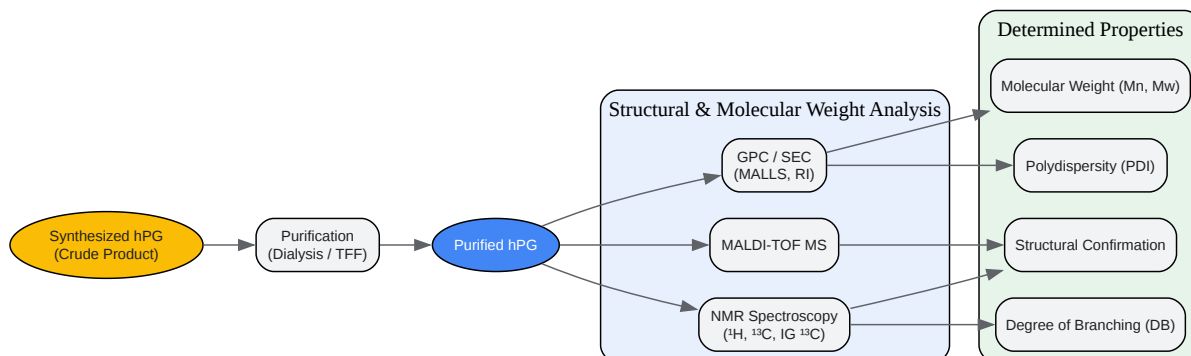 Synthesized hPG
(Crude Product)
Purification
(Dialysis / TFF)
Purified hPG
Structural & Molecular Weight Analysis
GPC / SEC
(MALLS, RI)
MALDI-TOF MS
NMR Spectroscopy
(¹H, ¹³C, IG ¹³C)
Determined Properties
Molecular Weight (Mn, Mw)
Polydispersity (PDI)
Structural Confirmation
Degree of Branching (DB)